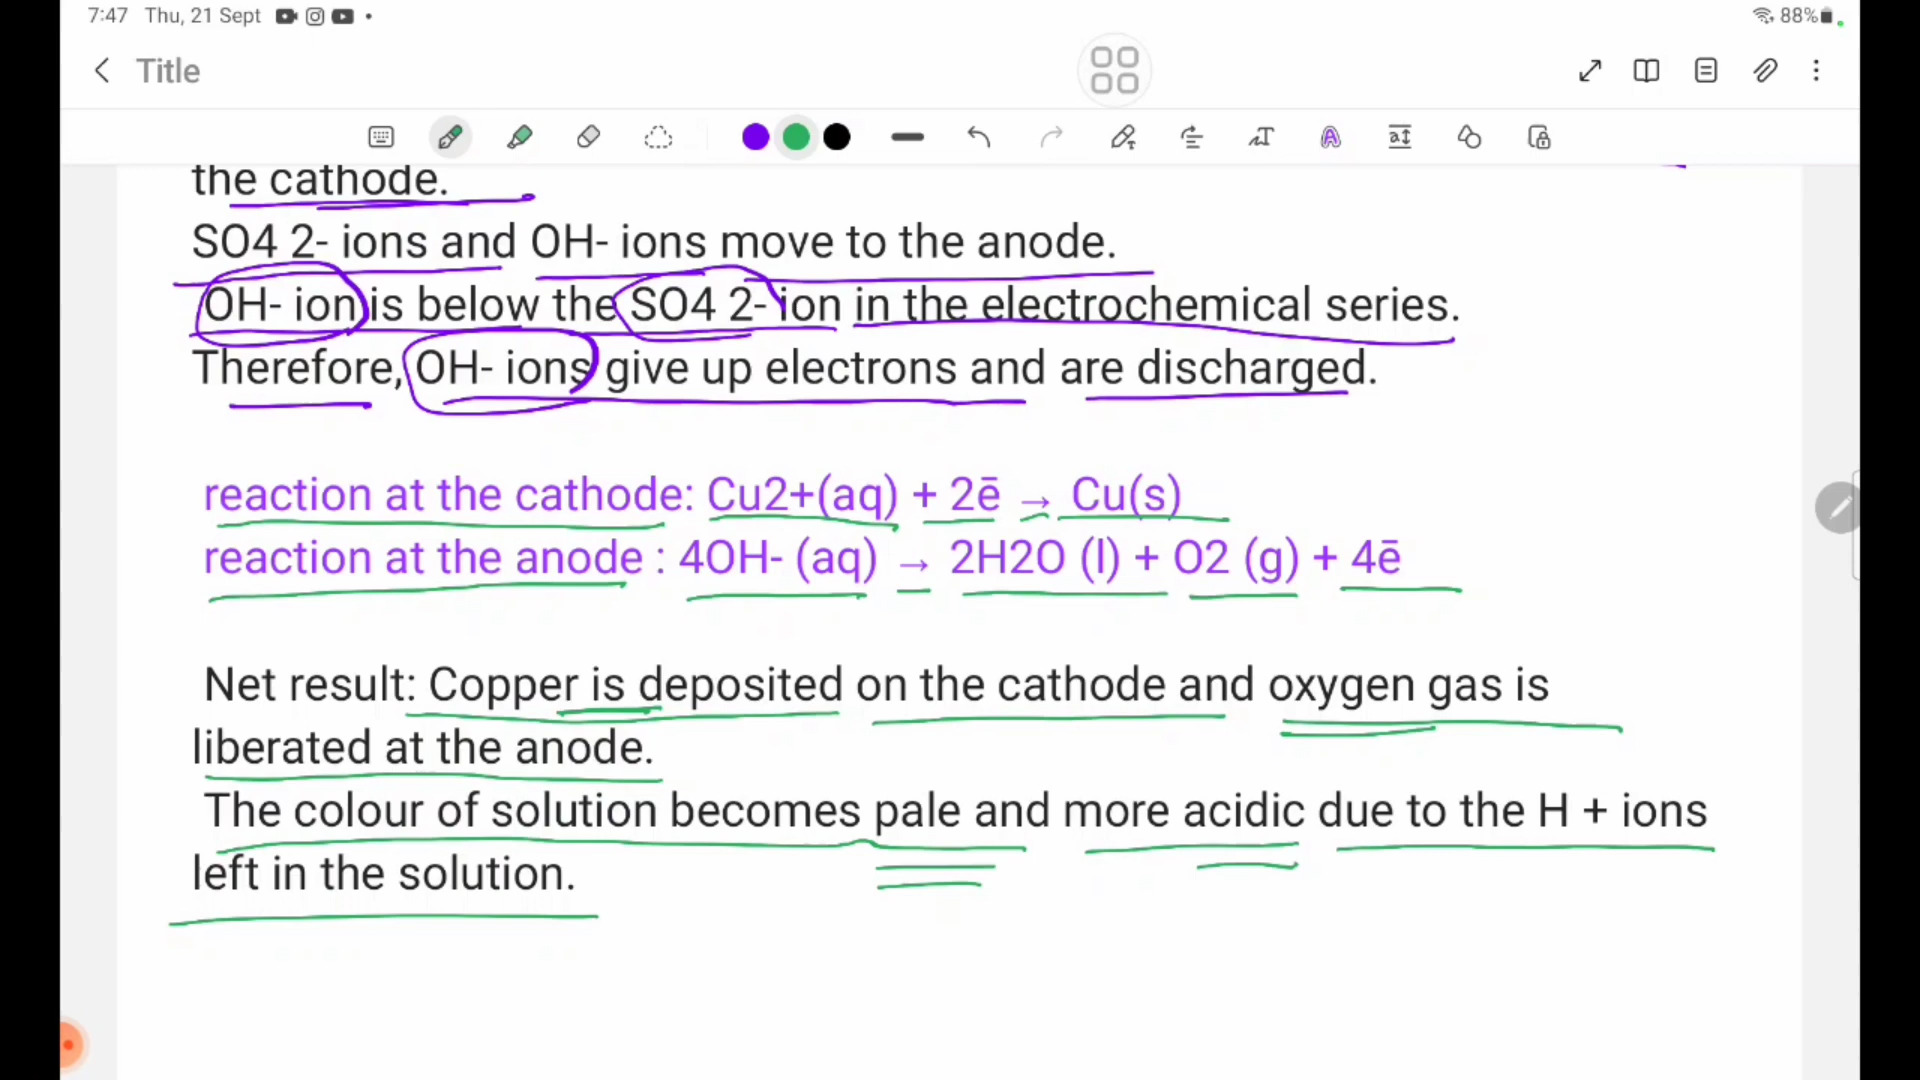 7:47 Thu, 21 Sept
88%
Title
the cathode.
SO4 2- ions and OH- ions move to the anode.
OH- ion is below the SO4 2- ion in the electrochemical series.
Therefore, OH- ions give up electrons and are discharged.
reaction at the cathode: Cu2+(aq) + 2ē → Cu(s)
reaction at the anode : 4OH- (aq) → 2H2O (l) + O2 (g) + 4ē
Net result: Copper is deposited on the cathode and oxygen gas is
liberated at the anode.
The colour of solution becomes pale and more acidic due to the H + ions
left in the solution.